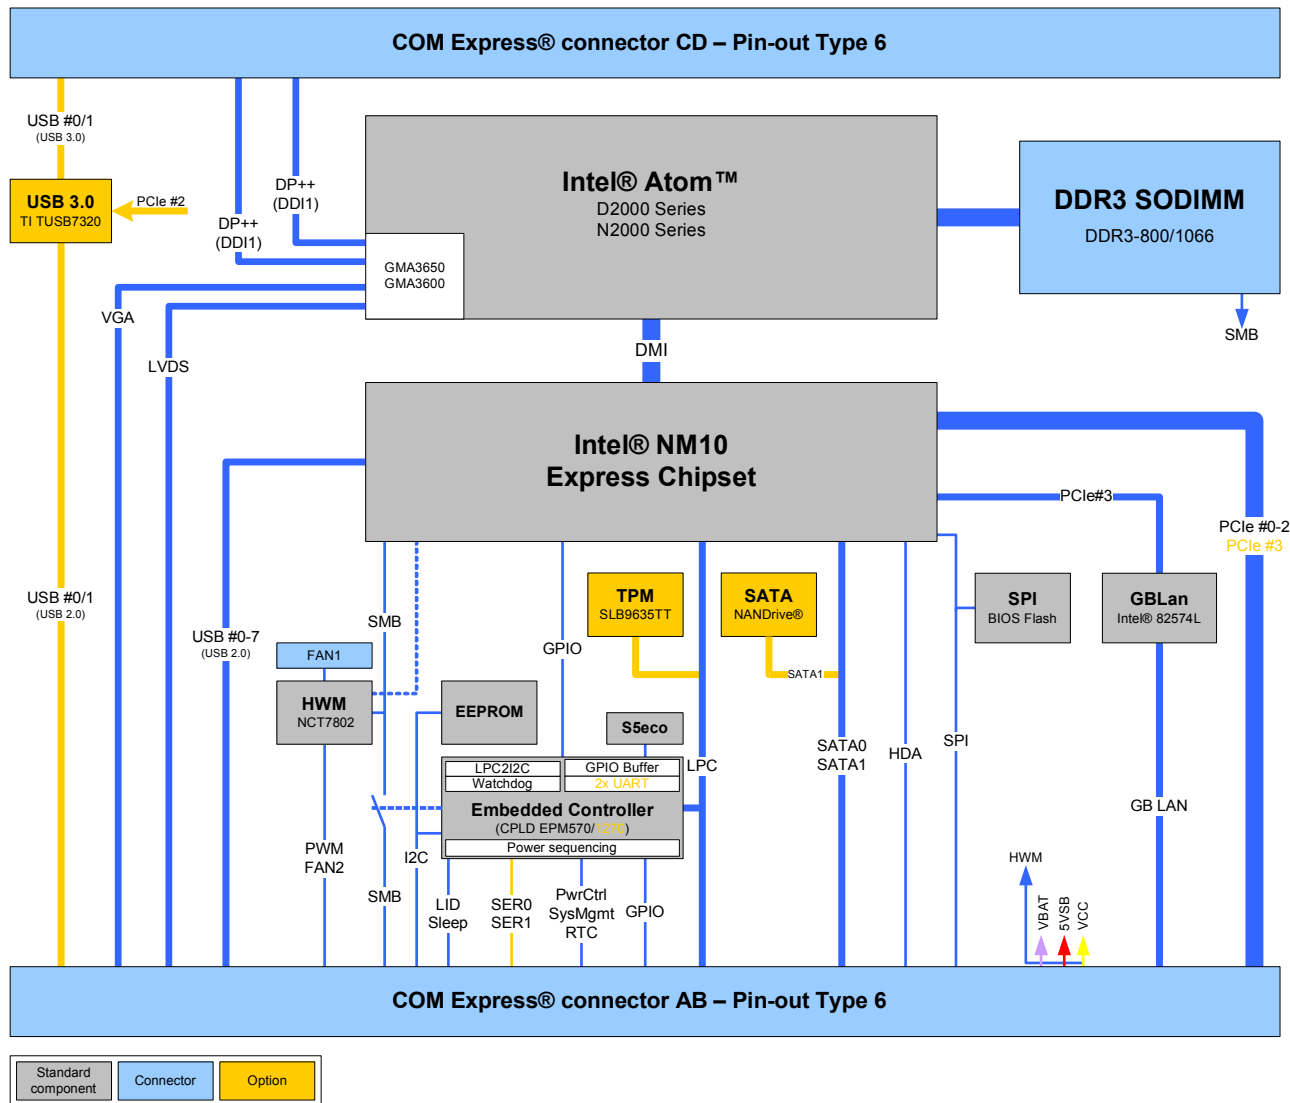 COM Express® connector CD – Pin-out Type 6
USB #0/1
(USB 3.0)
USB 3.0
TI TUSB7320
PCIe #2
DP++
(DDI1)
DP++
(DDI1)
Intel® Atom™
D2000 Series
N2000 Series
GMA3650
GMA3600
DDR3 SODIMM
DDR3-800/1066
SMB
VGA
LVDS
DMI
Intel® NM10
Express Chipset
PCIe#3
PCIe #0-2
PCIe #3
USB #0/1
(USB 2.0)
USB #0-7
(USB 2.0)
SMB
FAN1
HWM
NCT7802
GPIO
TPM
SLB9635TT
SATA
NANDrive®
SATA1
SPI
BIOS Flash
GBLan
Intel® 82574L
EEPROM
S5eco
LPC
SATA0
SATA1
HDA
SPI
LPC2I2C
Watchdog
GPIO Buffer
2x UART
Embedded Controller
(CPLD EPM570/1270)
Power sequencing
PWM
FAN2
I2C
SMB
LID
Sleep
SER0
SER1
PwrCtrl
SysMgmt
RTC
GPIO
GB LAN
HWM
VBAT
5VSB
VCC
COM Express® connector AB – Pin-out Type 6
Standard
component
Connector
Option